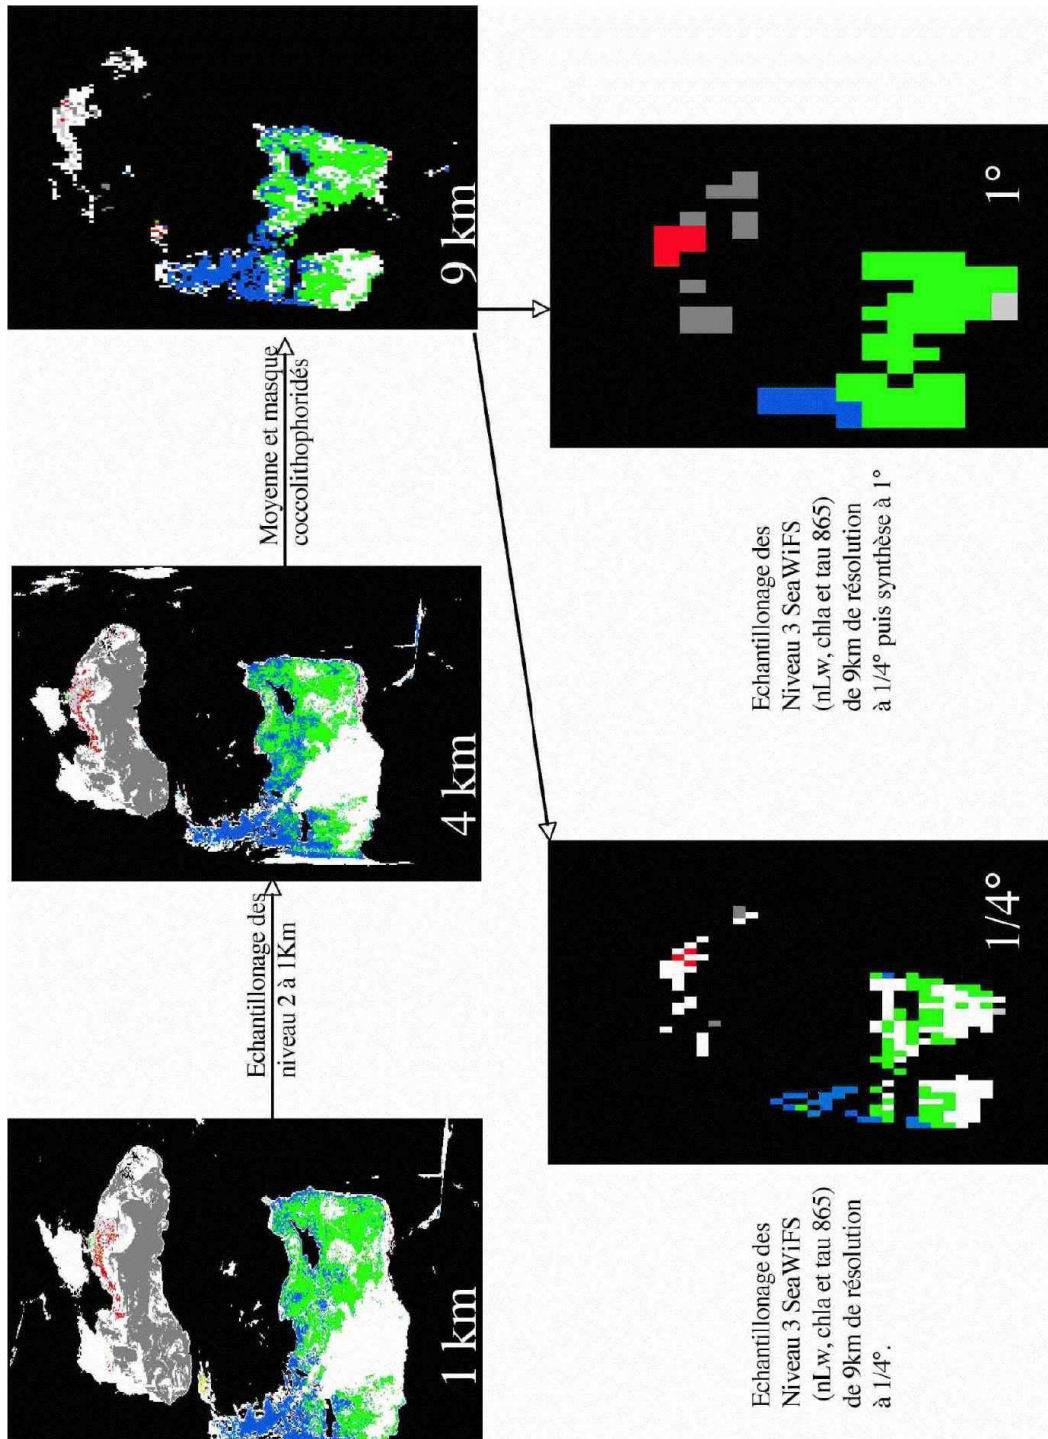 1 km
Echantillonage des
niveau 2 à 1Km
4 km
Moyenne et masque
coccolithophoridés
9 km
Echantillonage des
Niveau 3 SeaWiFS
(nLw, chla et tau 865)
de 9km de résolution
à 1/4°.
1/4°
Echantillonage des
Niveau 3 SeaWiFS
(nLw, chla et tau 865)
de 9km de résolution
à 1/4° puis synthèse à 1°
1°